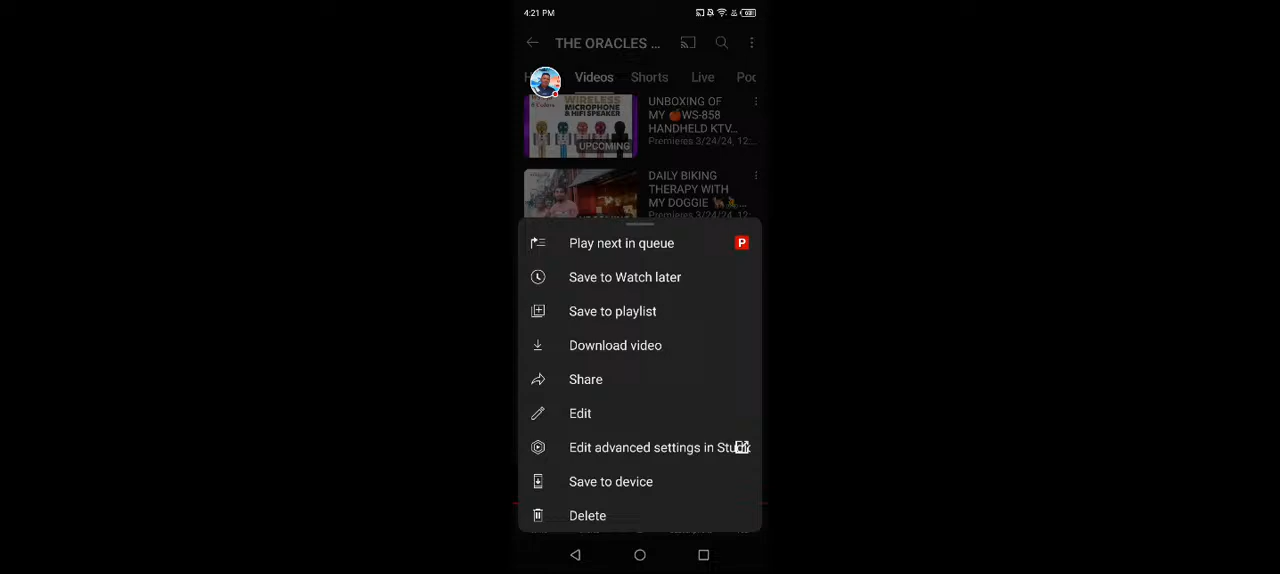 4:21 PM
THE ORACLES ...
Videos Shorts Live
WIRELESS
MICROPHONE
& HIFI SPEAKER
UPCOMING
UNBOXING OF
MY 🍎WS-858
HANDHELD KTV...
Premieres 3/24/24, 12:...
DAILY BIKING
THERAPY WITH
MY DOGGIE 🐕🚴...
Premieres 3/24/24, 12:
Play next in queue P
Save to Watch later
Save to playlist
Download video
Share
Edit
Edit advanced settings in
Save to device
Delete